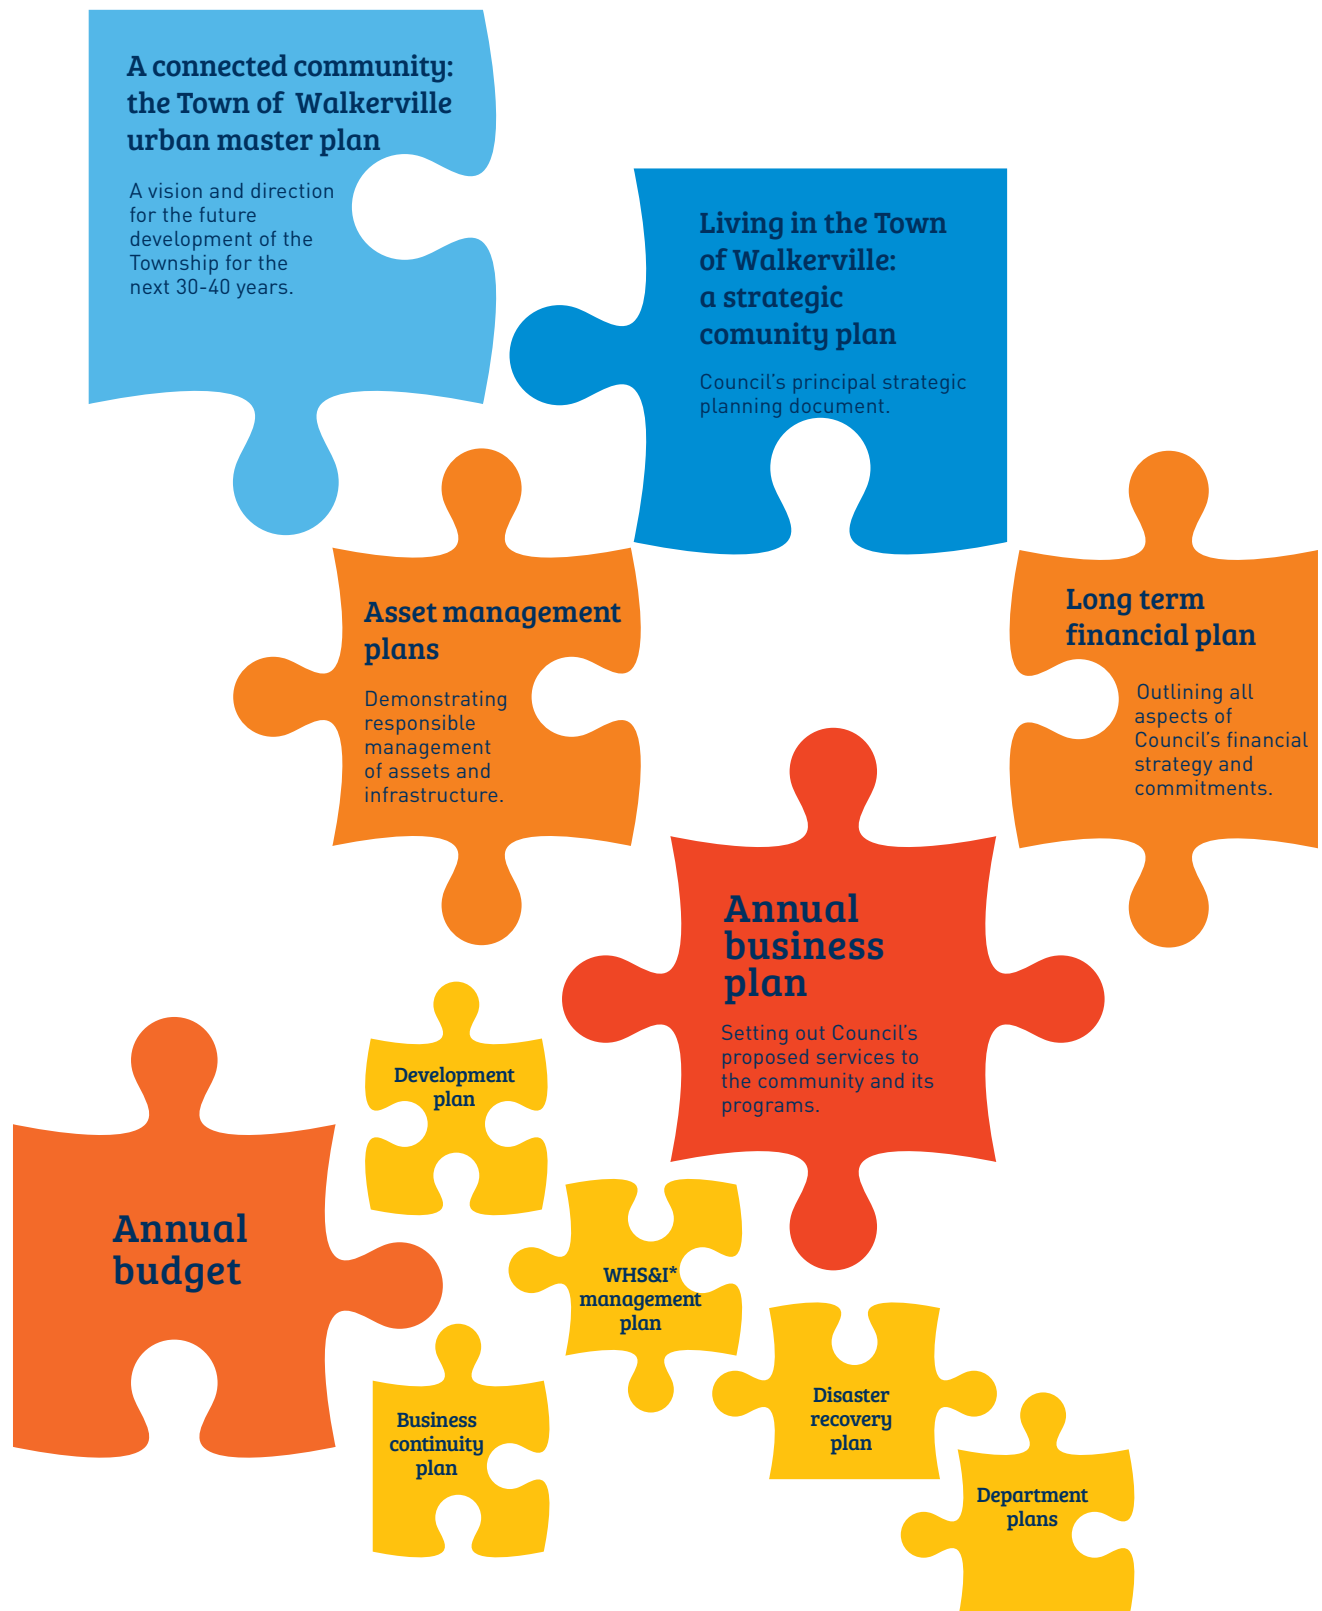 A connected community:
the Town of Walkerville
urban master plan
A vision and direction
for the future
development of the
Township for the
next 30-40 years.
Living in the Town
of Walkerville:
a strategic
comunity plan
Council's principal strategic
planning document.
Asset management
plans
Demonstrating
responsible
management
of assets and
infrastructure.
Long term
financial plan
Outlining all
aspects of
Council's financial
strategy and
commitments.
Annual
business
plan
Setting out Council's
proposed services to
the community and its
programs.
Development
plan
Annual
budget
WHS&I*
management
plan
Business
continuity
plan
Disaster
recovery
plan
Department
plans